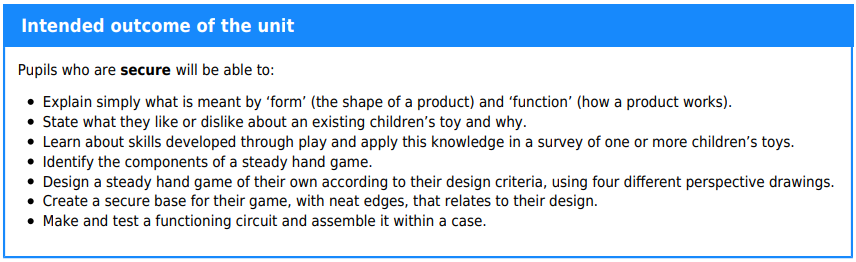 Intended outcome of the unit
Pupils who are secure will be able to:
• Explain simply what is meant by ‘form’ (the shape of a product) and ‘function’ (how a product works).
• State what they like or dislike about an existing children’s toy and why.
• Learn about skills developed through play and apply this knowledge in a survey of one or more children’s toys.
• Identify the components of a steady hand game.
• Design a steady hand game of their own according to their design criteria, using four different perspective drawings.
• Create a secure base for their game, with neat edges, that relates to their design.
• Make and test a functioning circuit and assemble it within a case.